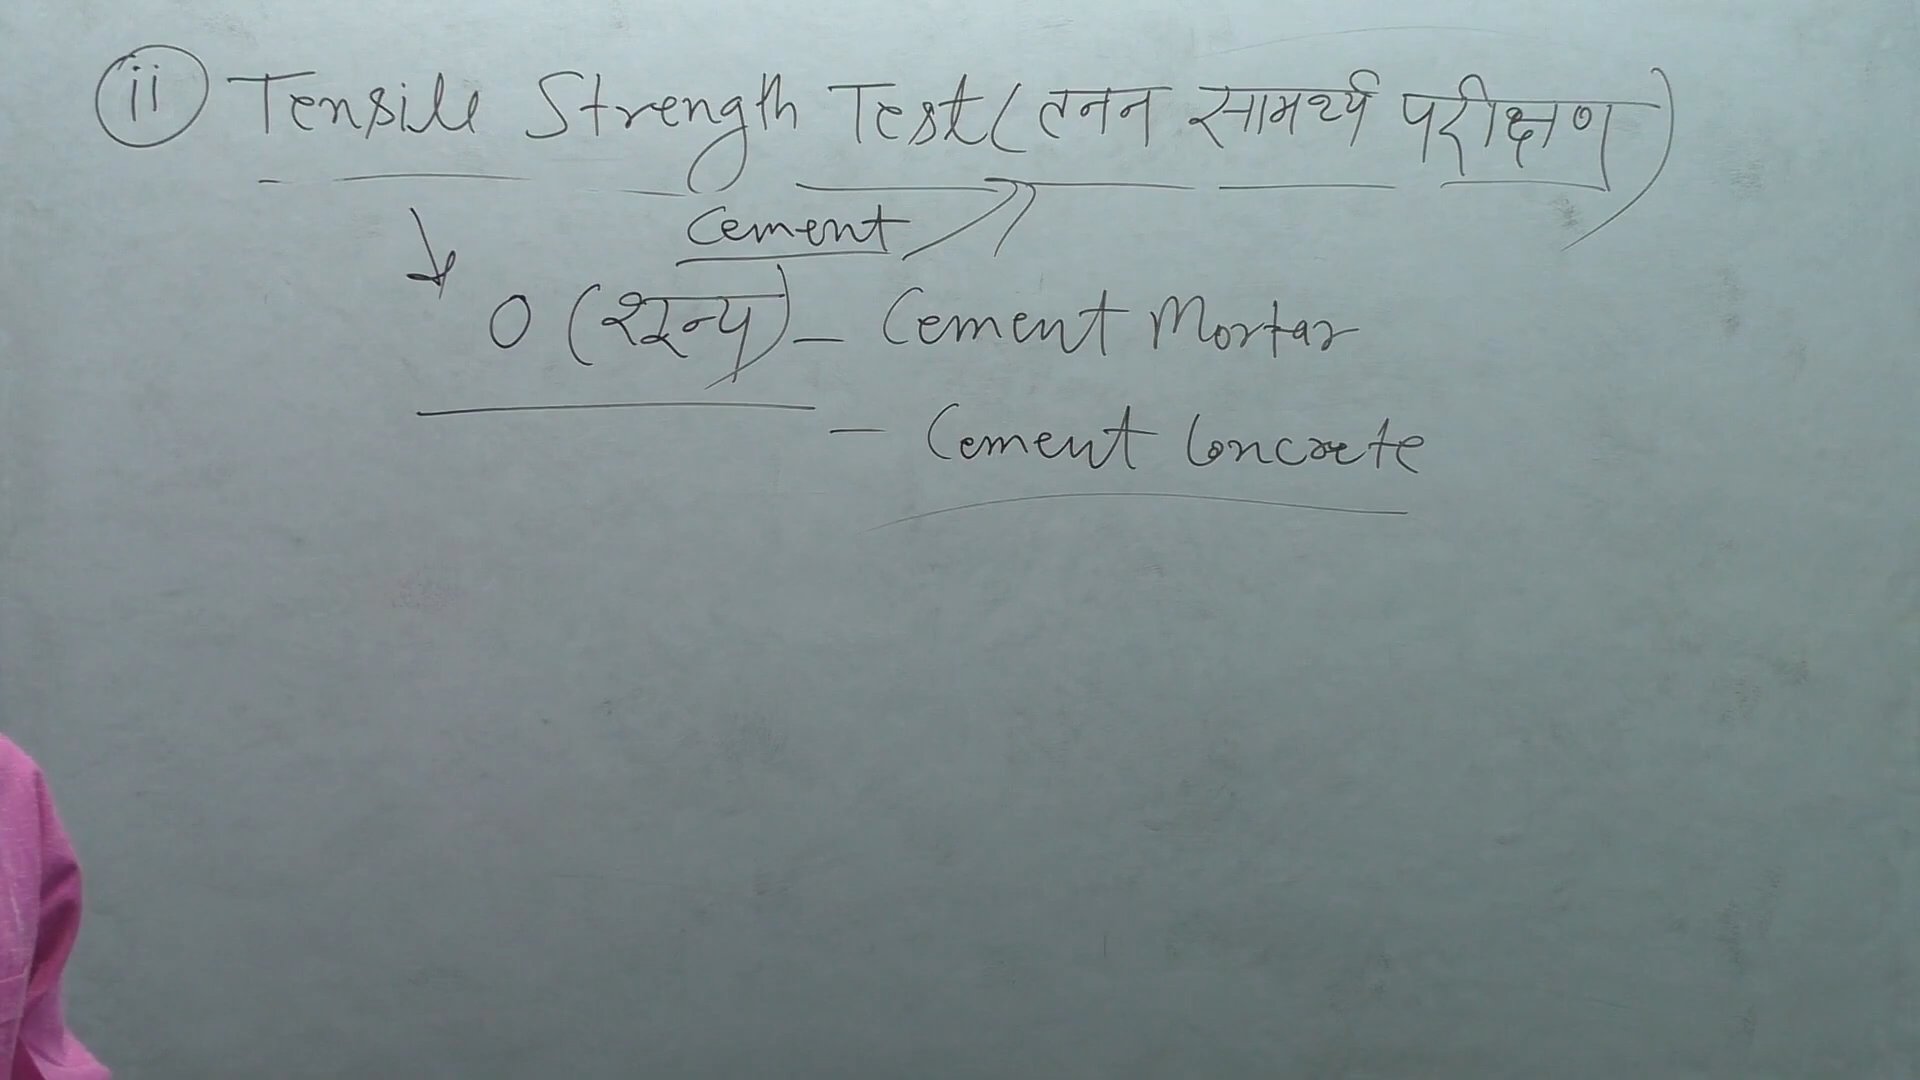 ii Tensile Strength Test (तनन सामर्थ्य परीक्षण)
Cement
0 (शून्य) - Cement Mortar
- Cement Concrete